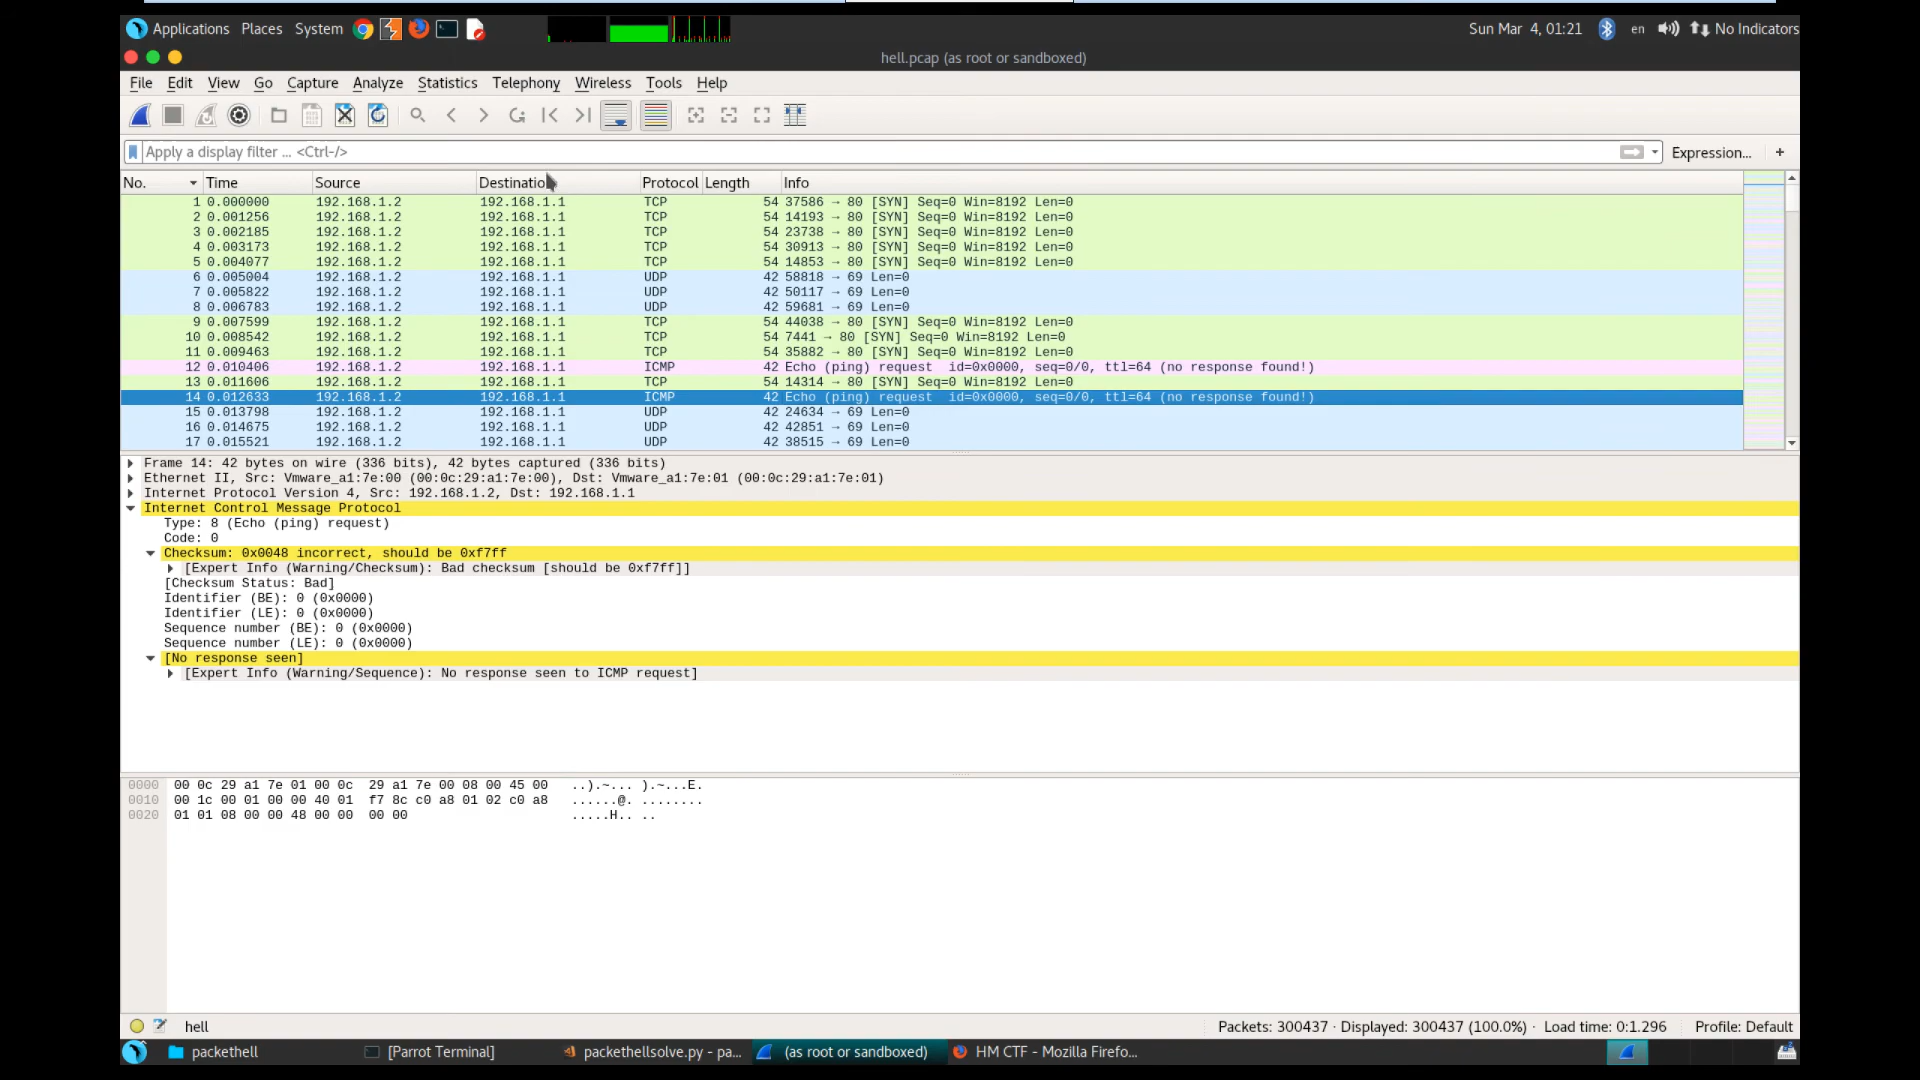 Applications Places System Sun Mar 4, 01:21 en No Indicators
hell.pcap (as root or sandboxed)
File Edit View Go Capture Analyze Statistics Telephony Wireless Tools Help
Apply a display filter ... <Ctrl-/> Expression... +
No. Time Source Destination Protocol Length Info
1 0.000000 192.168.1.2 192.168.1.1 TCP 54 37586 → 80 [SYN] Seq=0 Win=8192 Len=0
2 0.001256 192.168.1.2 192.168.1.1 TCP 54 14193 → 80 [SYN] Seq=0 Win=8192 Len=0
3 0.002185 192.168.1.2 192.168.1.1 TCP 54 23738 → 80 [SYN] Seq=0 Win=8192 Len=0
4 0.003173 192.168.1.2 192.168.1.1 TCP 54 30913 → 80 [SYN] Seq=0 Win=8192 Len=0
5 0.004077 192.168.1.2 192.168.1.1 TCP 54 14853 → 80 [SYN] Seq=0 Win=8192 Len=0
6 0.005004 192.168.1.2 192.168.1.1 UDP 42 58818 → 69 Len=0
7 0.005822 192.168.1.2 192.168.1.1 UDP 42 50117 → 69 Len=0
8 0.006783 192.168.1.2 192.168.1.1 UDP 42 59681 → 69 Len=0
9 0.007599 192.168.1.2 192.168.1.1 TCP 54 44038 → 80 [SYN] Seq=0 Win=8192 Len=0
10 0.008542 192.168.1.2 192.168.1.1 TCP 54 7441 → 80 [SYN] Seq=0 Win=8192 Len=0
11 0.009463 192.168.1.2 192.168.1.1 TCP 54 35882 → 80 [SYN] Seq=0 Win=8192 Len=0
12 0.010406 192.168.1.2 192.168.1.1 ICMP 42 Echo (ping) request id=0x0000, seq=0/0, ttl=64 (no response found!)
13 0.011606 192.168.1.2 192.168.1.1 TCP 54 14314 → 80 [SYN] Seq=0 Win=8192 Len=0
14 0.012633 192.168.1.2 192.168.1.1 ICMP 42 Echo (ping) request id=0x0000, seq=0/0, ttl=64 (no response found!)
15 0.013798 192.168.1.2 192.168.1.1 UDP 42 24634 → 69 Len=0
16 0.014675 192.168.1.2 192.168.1.1 UDP 42 42851 → 69 Len=0
17 0.015521 192.168.1.2 192.168.1.1 UDP 42 38515 → 69 Len=0
Frame 14: 42 bytes on wire (336 bits), 42 bytes captured (336 bits)
Ethernet II, Src: Vmware_a1:7e:00 (00:0c:29:a1:7e:00), Dst: Vmware_a1:7e:01 (00:0c:29:a1:7e:01)
Internet Protocol Version 4, Src: 192.168.1.2, Dst: 192.168.1.1
Internet Control Message Protocol
Type: 8 (Echo (ping) request)
Code: 0
Checksum: 0x0048 incorrect, should be 0xf7ff
[Expert Info (Warning/Checksum): Bad checksum [should be 0xf7ff]]
[Checksum Status: Bad]
Identifier (BE): 0 (0x0000)
Identifier (LE): 0 (0x0000)
Sequence number (BE): 0 (0x0000)
Sequence number (LE): 0 (0x0000)
[No response seen]
[Expert Info (Warning/Sequence): No response seen to ICMP request]
0000 00 0c 29 a1 7e 01 00 0c 29 a1 7e 00 08 00 45 00 ..).~... ).~...E.
0010 00 1c 00 01 00 00 40 01 f7 8c c0 a8 01 02 c0 a8 ......@. ........
0020 01 01 08 00 00 48 00 00 00 00 .....H.. ..
hell Packets: 300437 · Displayed: 300437 (100.0%) · Load time: 0:1.296 Profile: Default
packethell [Parrot Terminal] packethellsolve.py - pa... (as root or sandboxed) HM CTF - Mozilla Firefo...